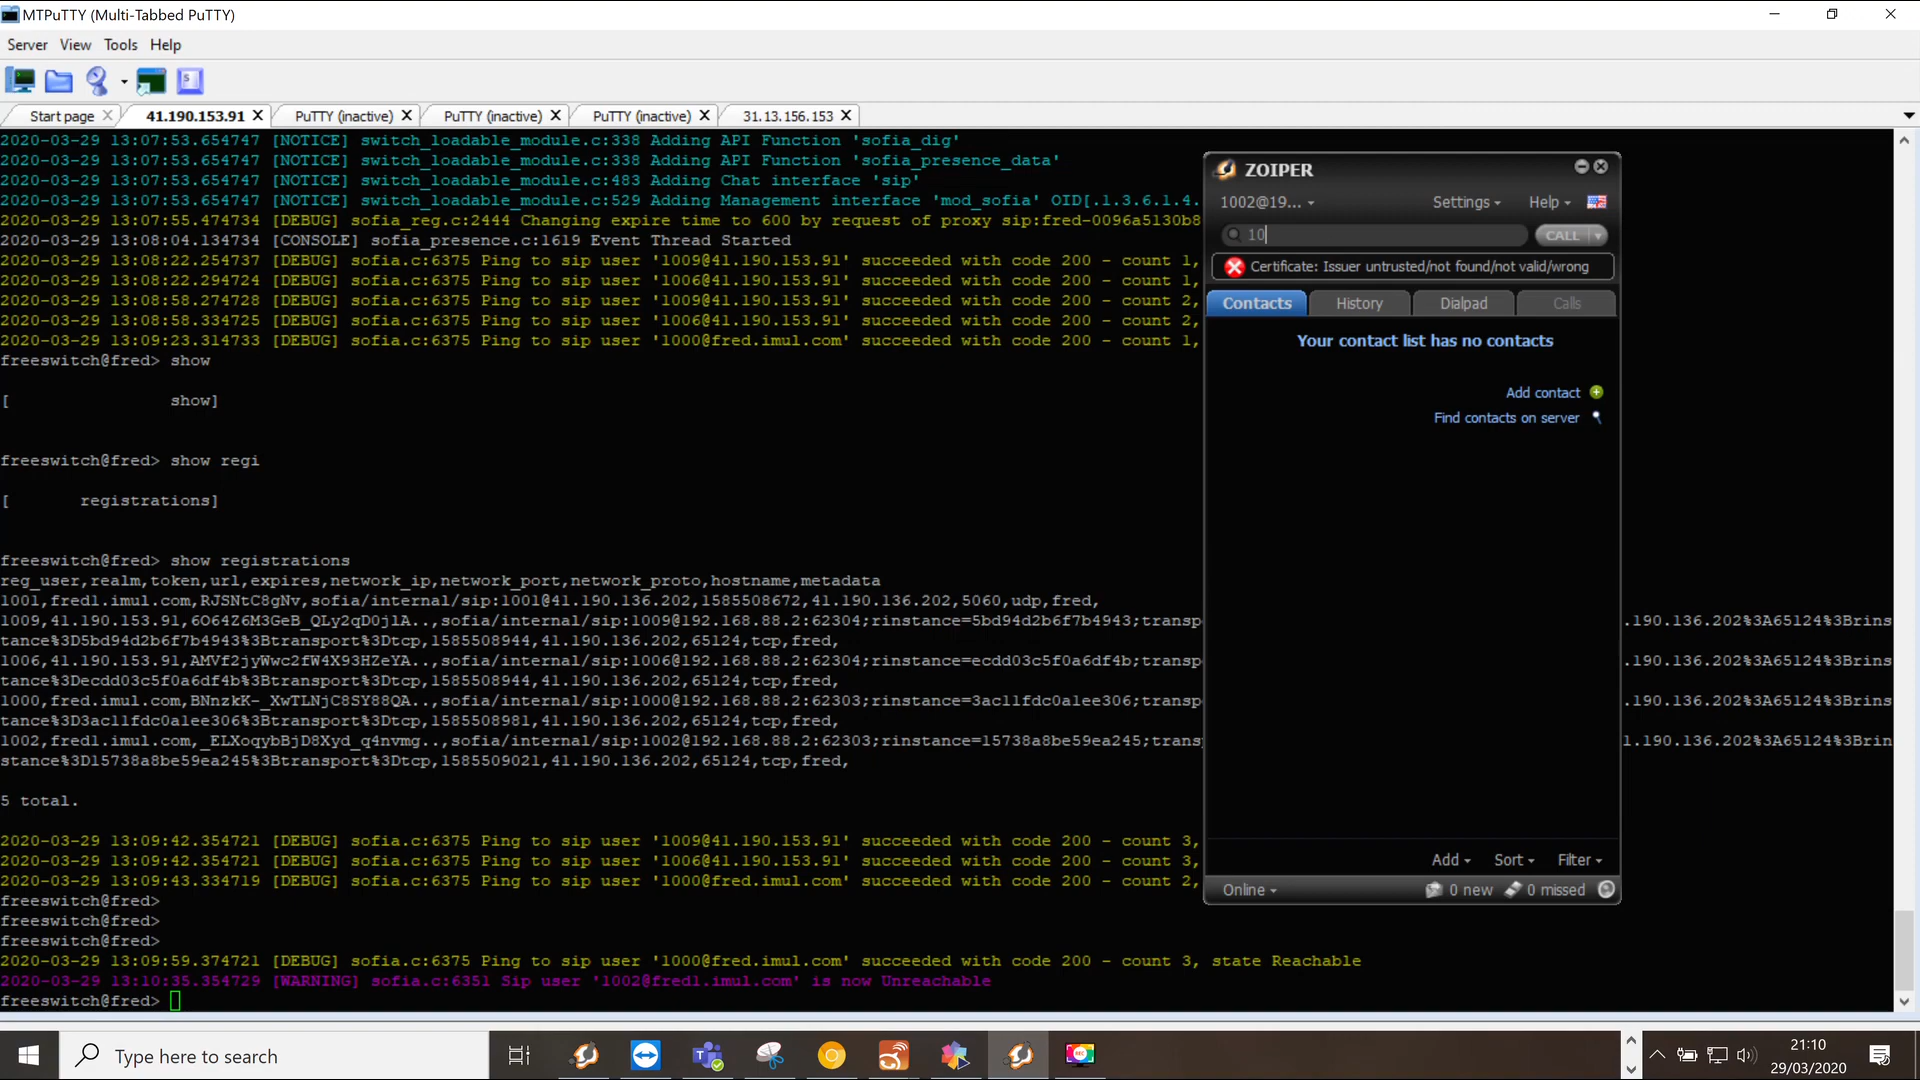 MTPuTTY (Multi-Tabbed PuTTY)
Server View Tools Help
Start page 41.190.153.91 PuTTY (inactive) PuTTY (inactive) PuTTY (inactive) 31.13.156.153
2020-03-29 13:07:53.654747 [NOTICE] switch_loadable_module.c:338 Adding API Function 'sofia_dig'
2020-03-29 13:07:53.654747 [NOTICE] switch_loadable_module.c:338 Adding API Function 'sofia_presence_data'
2020-03-29 13:07:53.654747 [NOTICE] switch_loadable_module.c:483 Adding Chat interface 'sip'
2020-03-29 13:07:53.654747 [NOTICE] switch_loadable_module.c:529 Adding Management interface 'mod_sofia' OID[.1.3.6.1.4.
2020-03-29 13:07:55.474734 [DEBUG] sofia_reg.c:2444 Changing expire time to 600 by request of proxy sip:fred-0096a5130b8
2020-03-29 13:08:04.134734 [CONSOLE] sofia_presence.c:1619 Event Thread Started
2020-03-29 13:08:22.254737 [DEBUG] sofia.c:6375 Ping to sip user '1009@41.190.153.91' succeeded with code 200 - count 1,
2020-03-29 13:08:22.294724 [DEBUG] sofia.c:6375 Ping to sip user '1006@41.190.153.91' succeeded with code 200 - count 1,
2020-03-29 13:08:58.274728 [DEBUG] sofia.c:6375 Ping to sip user '1009@41.190.153.91' succeeded with code 200 - count 2,
2020-03-29 13:08:58.334725 [DEBUG] sofia.c:6375 Ping to sip user '1006@41.190.153.91' succeeded with code 200 - count 2,
2020-03-29 13:09:23.314733 [DEBUG] sofia.c:6375 Ping to sip user '1000@fred.imul.com' succeeded with code 200 - count 1,
freeswitch@fred> show
[ show]
freeswitch@fred> show regi
[ registrations]
freeswitch@fred> show registrations
reg_user,realm,token,url,expires,network_ip,network_port,network_proto,hostname,metadata
1001,fred1.imul.com,RJSNtC8gNv,sofia/internal/sip:1001@41.190.136.202,1585508672,41.190.136.202,5060,udp,fred,
1009,41.190.153.91,6O64Z6M3GeB_QLy2qD0j1A..,sofia/internal/sip:1009@192.168.88.2:62304;rinstance=5bd94d2b6f7b4943;transp .190.136.202%3A65124%3Brins
tance%3D5bd94d2b6f7b4943%3Btransport%3Dtcp,1585508944,41.190.136.202,65124,tcp,fred,
1006,41.190.153.91,AMVf2jyWwc2fW4X93HZeYA..,sofia/internal/sip:1006@192.168.88.2:62304;rinstance=ecdd03c5f0a6df4b;transp .190.136.202%3A65124%3Brins
tance%3Decdd03c5f0a6df4b%3Btransport%3Dtcp,1585508944,41.190.136.202,65124,tcp,fred,
1000,fred.imul.com,BNnzkK-_XwTLNjC8SY88QA..,sofia/internal/sip:1000@192.168.88.2:62303;rinstance=3ac11fdc0a1ee306;transp .190.136.202%3A65124%3Brins
tance%3D3ac11fdc0a1ee306%3Btransport%3Dtcp,1585508981,41.190.136.202,65124,tcp,fred,
1002,fred1.imul.com,_ELXoqybBjD8Xyd_q4nvmg..,sofia/internal/sip:1002@192.168.88.2:62303;rinstance=15738a8be59ea245;trans 1.190.136.202%3A65124%3Brin
stance%3D15738a8be59ea245%3Btransport%3Dtcp,1585509021,41.190.136.202,65124,tcp,fred,
5 total.
2020-03-29 13:09:42.354721 [DEBUG] sofia.c:6375 Ping to sip user '1009@41.190.153.91' succeeded with code 200 - count 3,
2020-03-29 13:09:42.354721 [DEBUG] sofia.c:6375 Ping to sip user '1006@41.190.153.91' succeeded with code 200 - count 3,
2020-03-29 13:09:43.334719 [DEBUG] sofia.c:6375 Ping to sip user '1000@fred.imul.com' succeeded with code 200 - count 2,
freeswitch@fred>
freeswitch@fred>
freeswitch@fred>
2020-03-29 13:09:59.374721 [DEBUG] sofia.c:6375 Ping to sip user '1000@fred.imul.com' succeeded with code 200 - count 3, state Reachable
2020-03-29 13:10:35.354729 [WARNING] sofia.c:6351 Sip user '1002@fred1.imul.com' is now Unreachable
freeswitch@fred>
ZOIPER
1002@19... Settings Help
10 CALL
Certificate: Issuer untrusted/not found/not valid/wrong
Contacts History Dialpad Calls
Your contact list has no contacts
Add contact
Find contacts on server
Add Sort Filter
Online 0 new 0 missed
Type here to search
21:10
29/03/2020